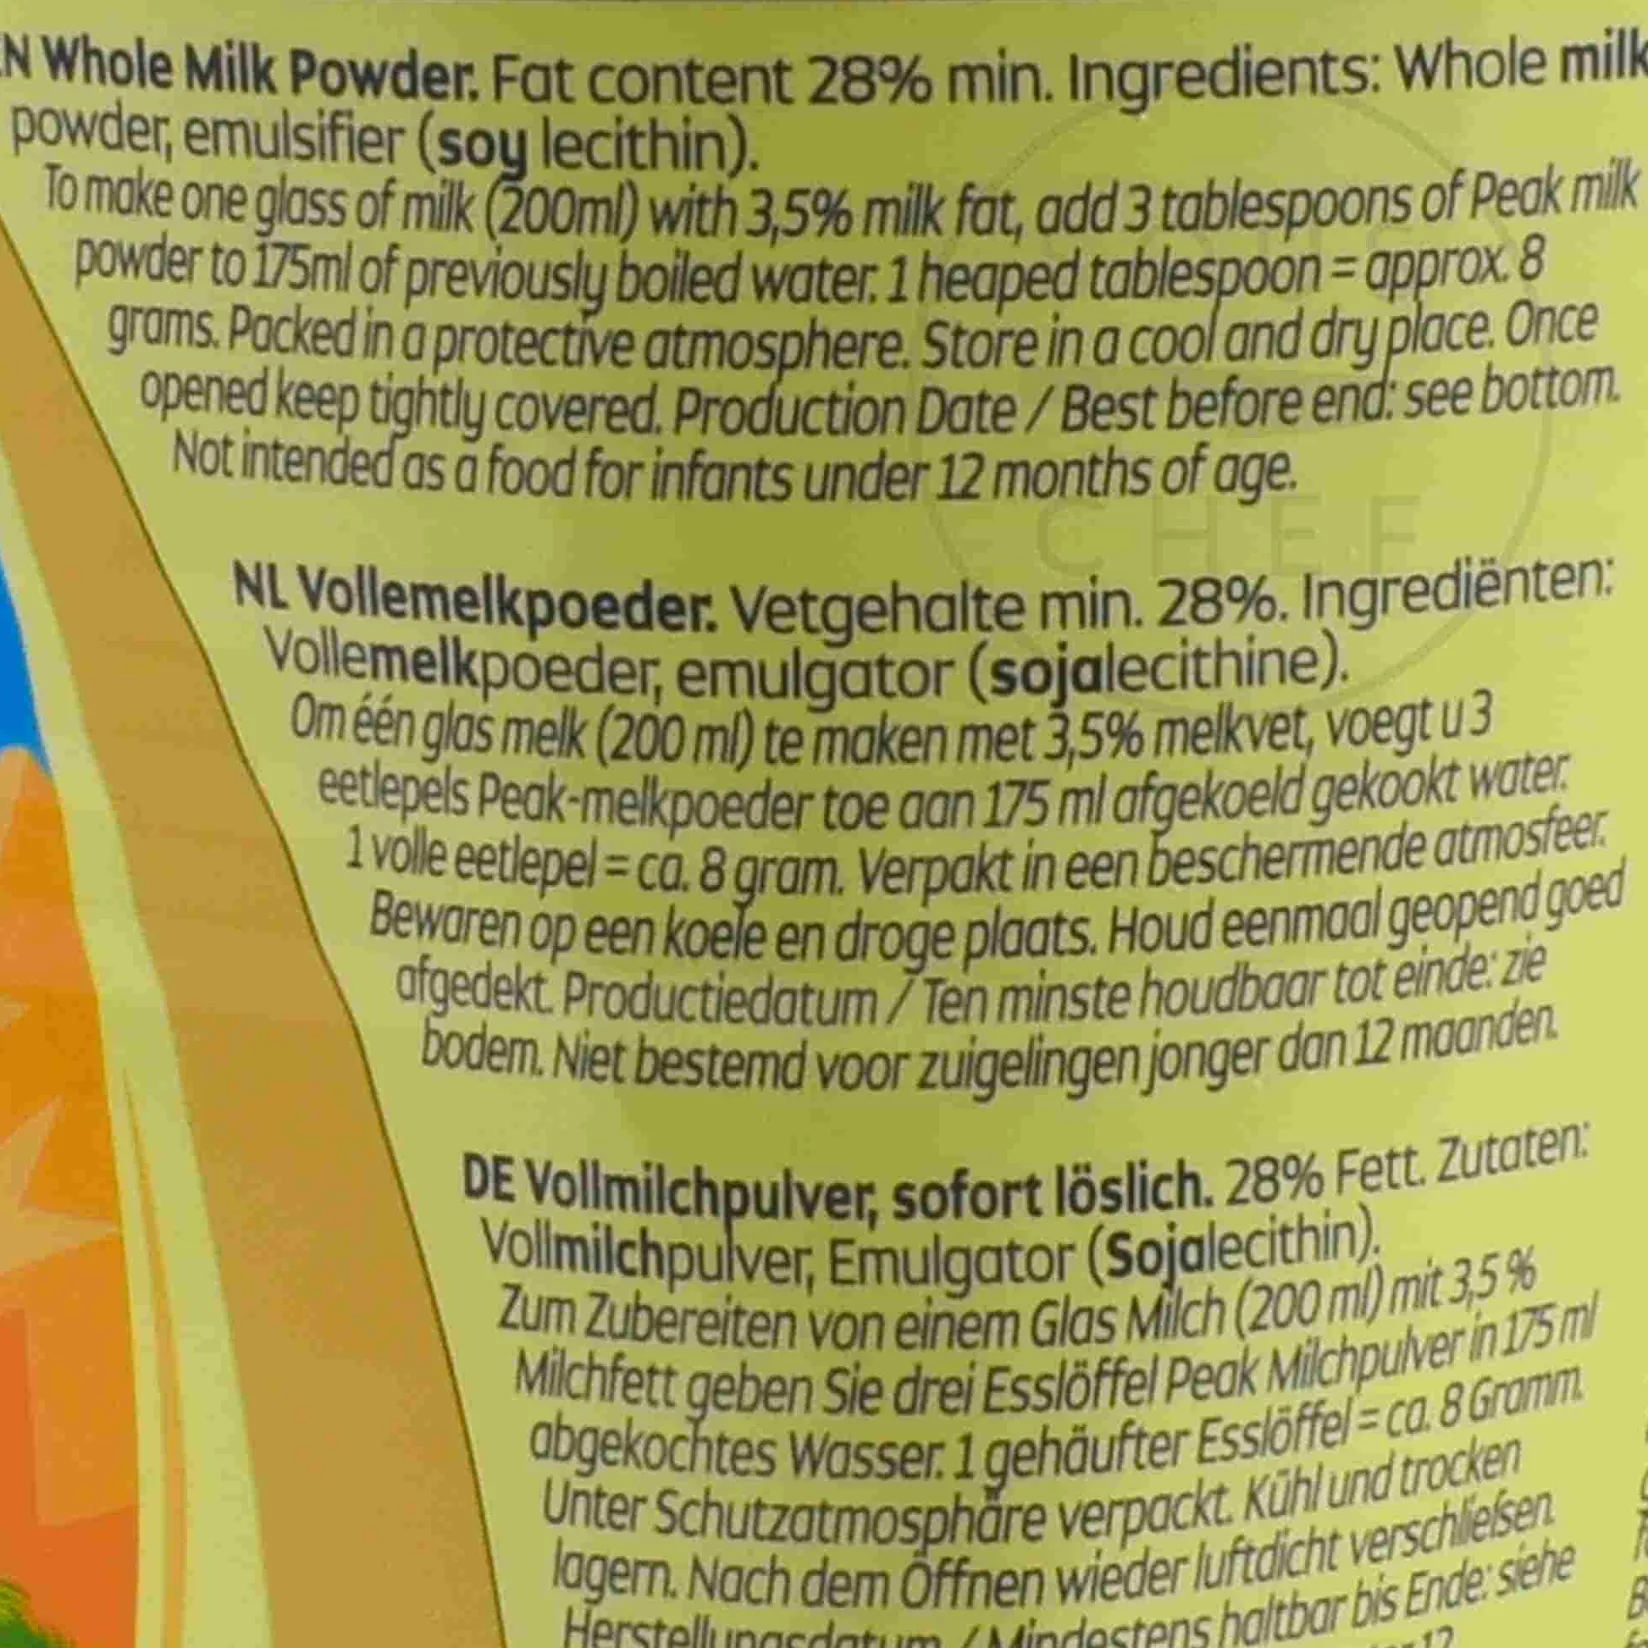 N Whole Milk Powder. Fat content 28% min. Ingredients: Whole milk
powder, emulsifier (soy lecithin).
To make one glass of milk (200ml) with 3,5% milk fat, add 3 tablespoons of Peak milk
powder to 175ml of previously boiled water. 1 heaped tablespoon = approx. 8
grams. Packed in a protective atmosphere. Store in a cool and dry place. Once
opened keep tightly covered. Production Date / Best before end: see bottom.
Not intended as a food for infants under 12 months of age.
CHEF
NL Vollemelkpoeder. Vetgehalte min. 28%. Ingrediënten:
Vollemelkpoeder, emulgator (sojalecithine).
Om één glas melk (200 ml) te maken met 3,5% melkvet, voegt u 3
eetlepels Peak-melkpoeder toe aan 175 ml afgekoeld gekookt water.
1 volle eetlepel = ca. 8 gram. Verpakt in een beschermende atmosfeer.
Bewaren op een koele en droge plaats. Houd eenmaal geopend goed
afgedekt. Productiedatum / Ten minste houdbaar tot einde: zie
bodem. Niet bestemd voor zuigelingen jonger dan 12 maanden.
DE Vollmilchpulver, sofort löslich. 28% Fett. Zutaten:
Vollmilchpulver, Emulgator (Sojalecithin).
Zum Zubereiten von einem Glas Milch (200 ml) mit 3,5 %
Milchfett geben Sie drei Esslöffel Peak Milchpulver in 175 ml
abgekochtes Wasser. 1 gehäufter Esslöffel = ca. 8 Gramm.
Unter Schutzatmosphäre verpackt. Kühl und trocken
lagern. Nach dem Öffnen wieder luftdicht verschließen.
Herstellungsdatum / Mindestens haltbar bis Ende: siehe
12